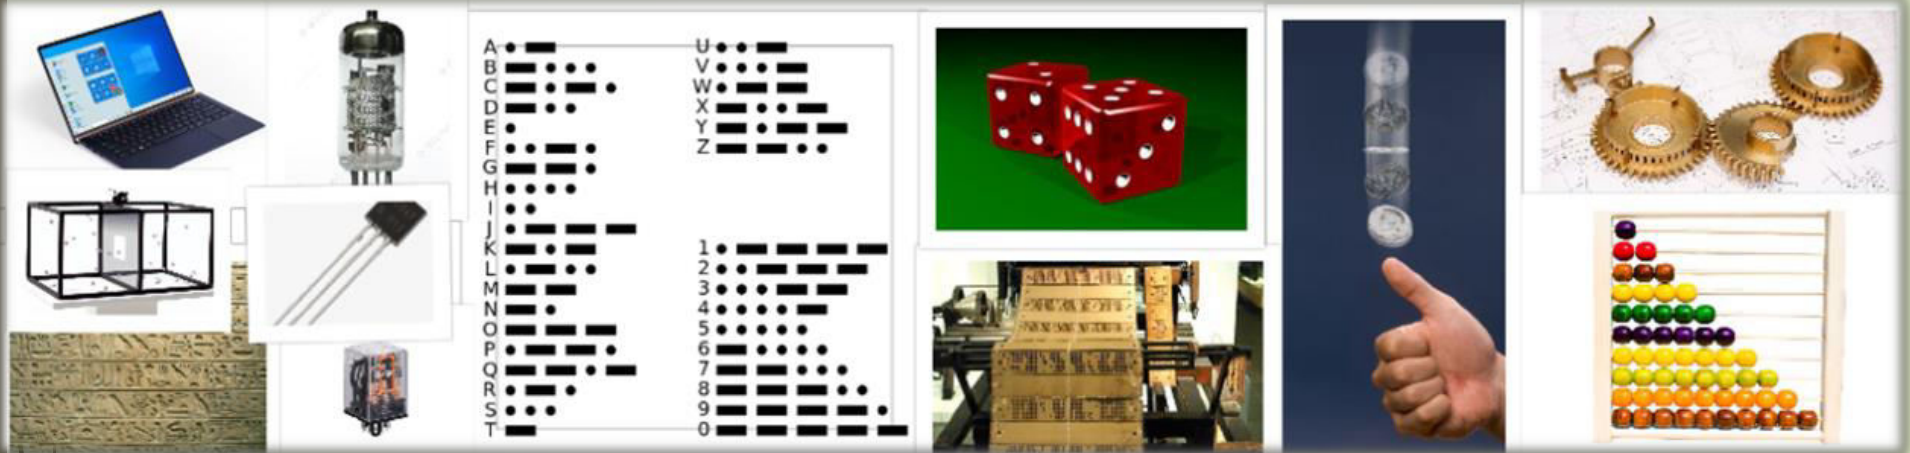 A • –
B – • • •
C – • – •
D – • •
E •
F • • – •
G – – •
H • • • •
I • •
J • – – –
K – • –
L • – • •
M – –
N – •
O – – –
P • – – •
Q – – • –
R • – •
S • • •
T –
U • • –
V • • • –
W • – –
X – • • –
Y – • – –
Z – – • •
1 • – – – –
2 • • – – –
3 • • • – –
4 • • • • –
5 • • • • •
6 – • • • •
7 – – • • •
8 – – – • •
9 – – – – •
0 – – – – –